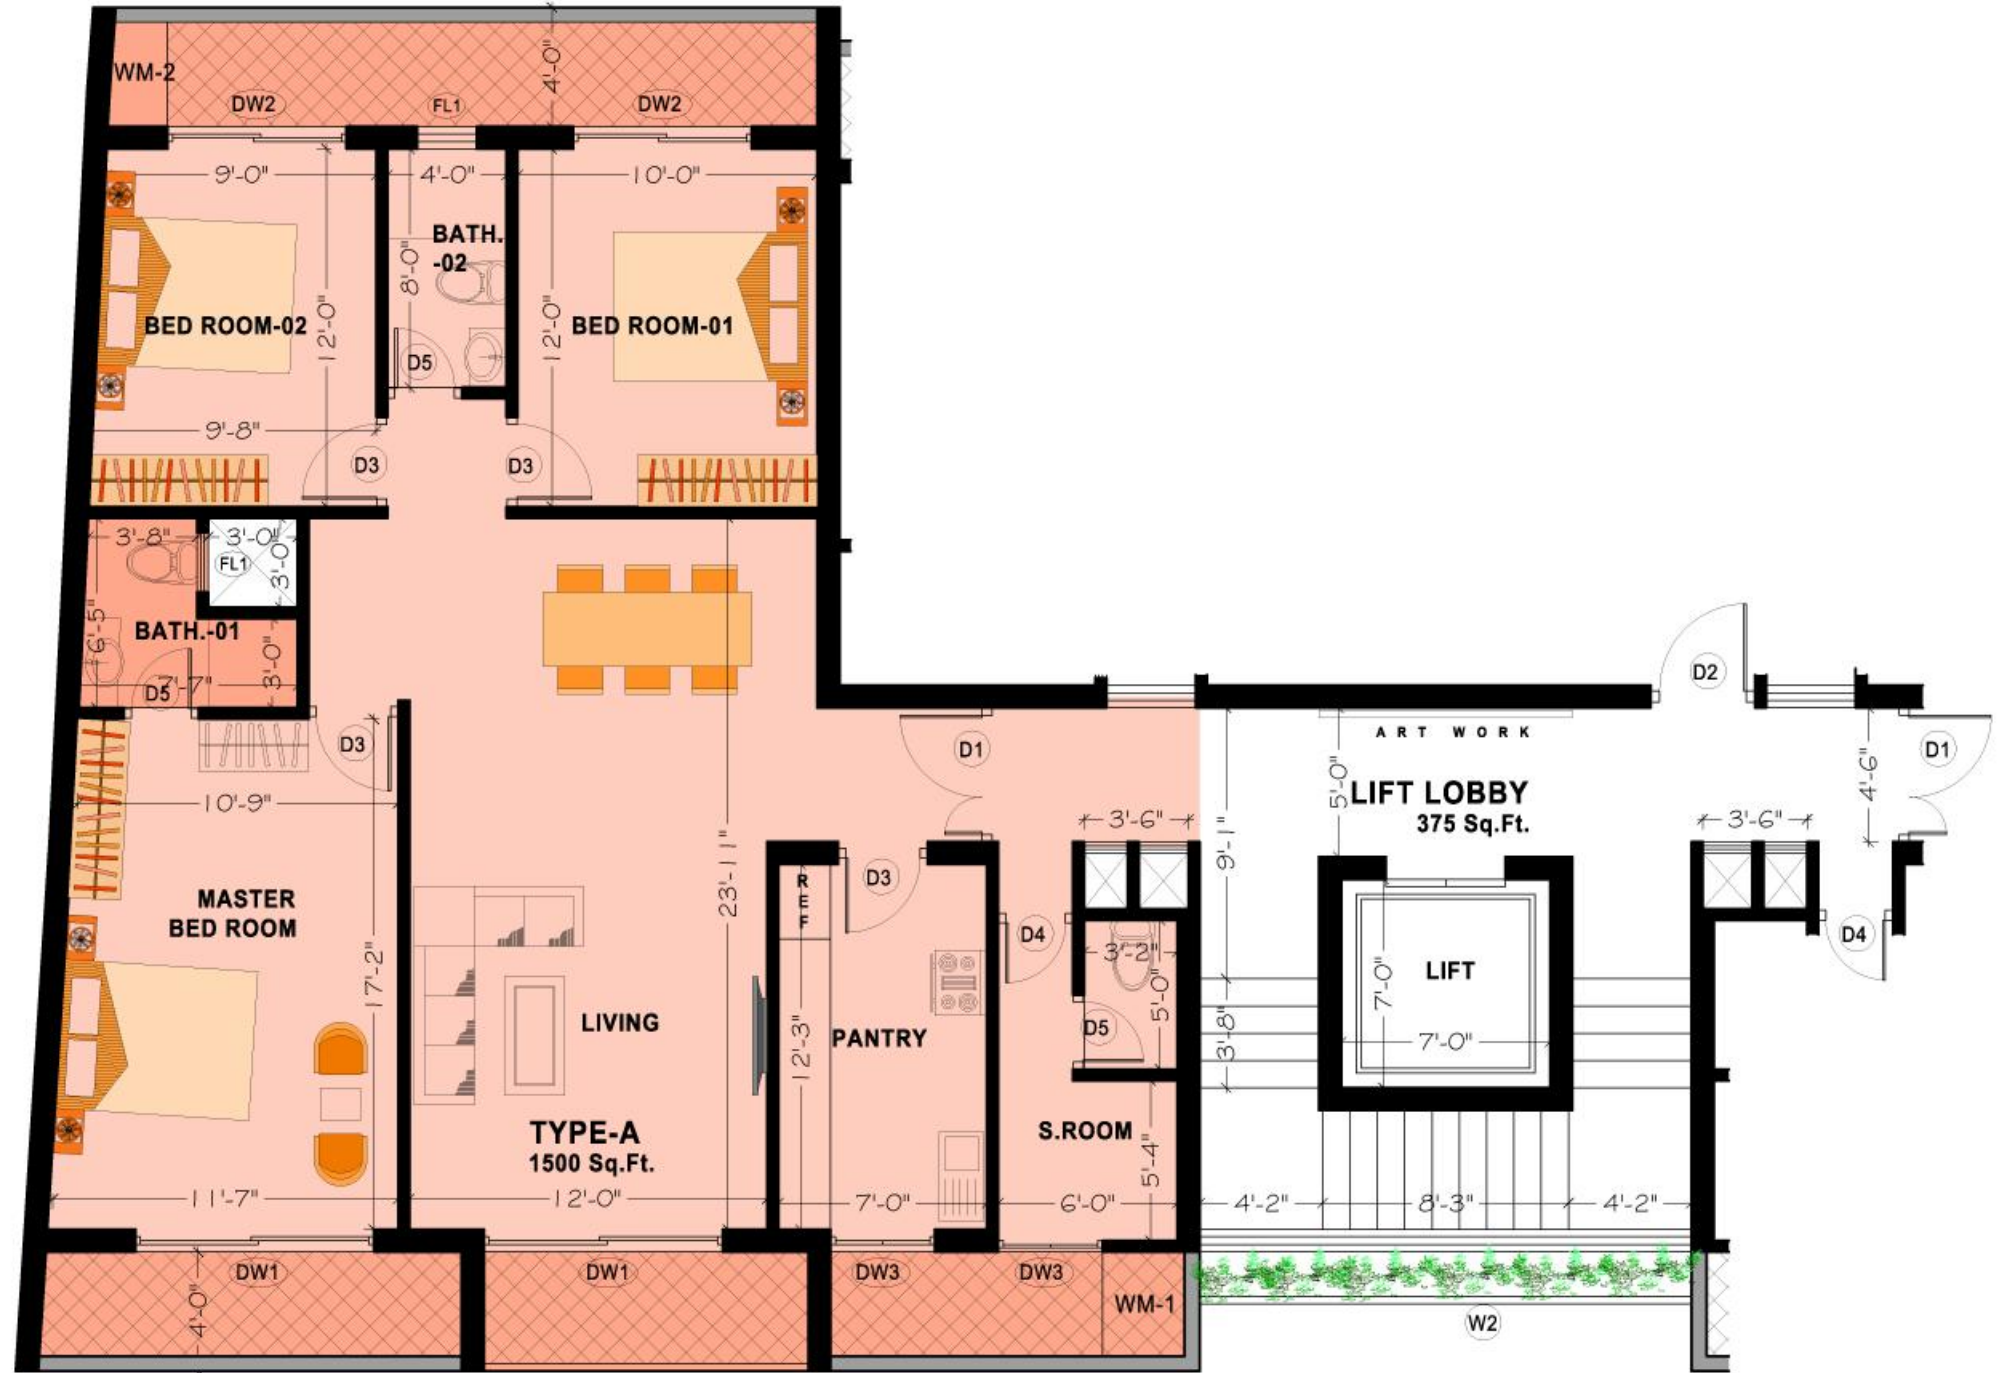 4'-0"
WM-2
DW2
FL1
DW2
9'-0"
4'-0"
10'-0"
BATH.
-02
8'-0"
BED ROOM-02
12'-0"
12'-0"
BED ROOM-01
D5
9'-8"
D3
D3
3'-8"
3'-0"
FL1
3'-0"
6'-5"
BATH.-01
3'-0"
7'-7"
D5
D3
10'-9"
MASTER
BED ROOM
17'-2"
11'-7"
23'-11"
LIVING
TYPE-A
1500 Sq.Ft.
12'-0"
D1
3'-6"
D3
R
E
F
12'-3"
PANTRY
7'-0"
D4
3'-2"
5'-0"
D5
S.ROOM
5'-4"
6'-0"
D2
ART WORK
5'-0"
LIFT LOBBY
375 Sq.Ft.
9'-1"
3'-6"
4'-6"
D1
D4
LIFT
7'-0"
7'-0"
3'-8"
4'-2"
8'-3"
4'-2"
DW1
DW1
DW3
DW3
4'-0"
WM-1
W2